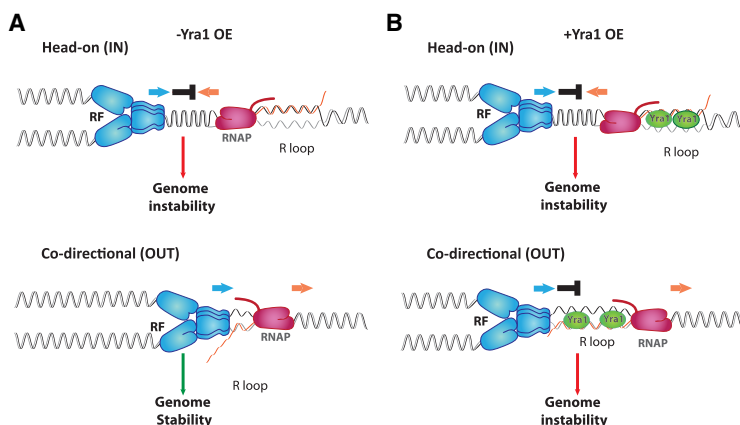 A
-Yra1 OE
Head-on (IN)
RF
RNAP
R loop
Genome
instability
Co-directional (OUT)
RF
RNAP
R loop
Genome
Stability
B
+Yra1 OE
Head-on (IN)
RF
RNAP
Yra1
Yra1
R loop
Genome
instability
Co-directional (OUT)
RF
Yra1
Yra1
R loop
RNAP
Genome
instability